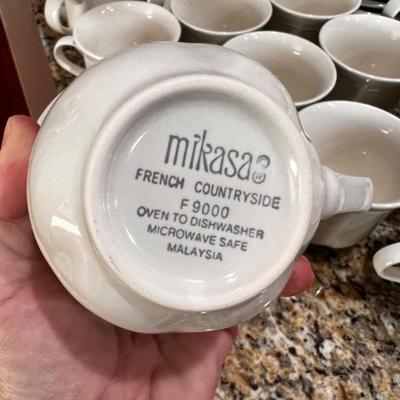 mikasa®
FRENCH COUNTRYSIDE
F 9000
OVEN TO DISHWASHER
MICROWAVE SAFE
MALAYSIA